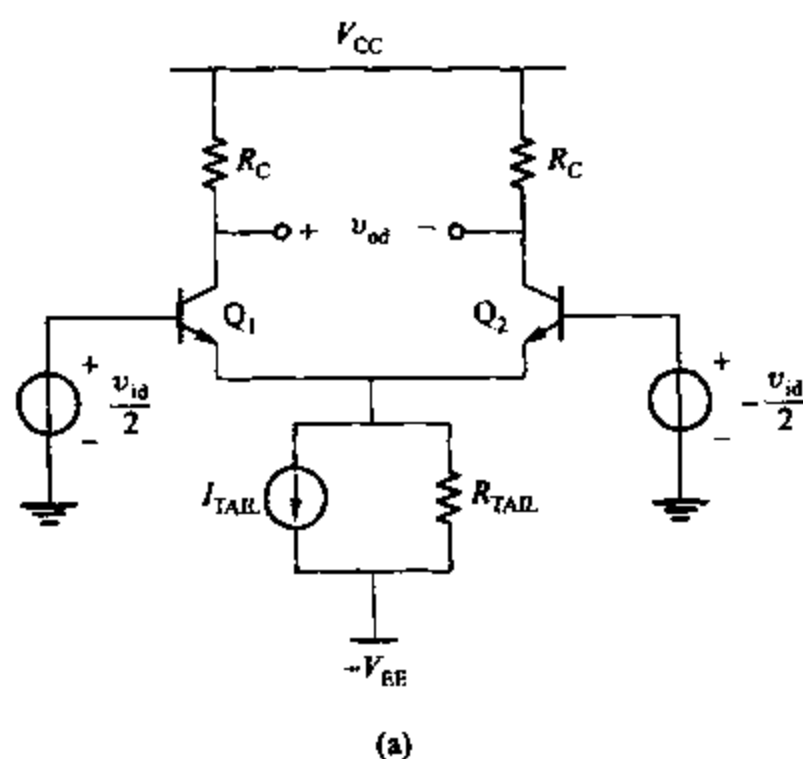 V_CC
R_C R_C
+ v_od −
Q_1 Q_2
+ v_id/2 −
+ − v_id/2 −
I_TAIL R_TAIL
−V_EE
(a)